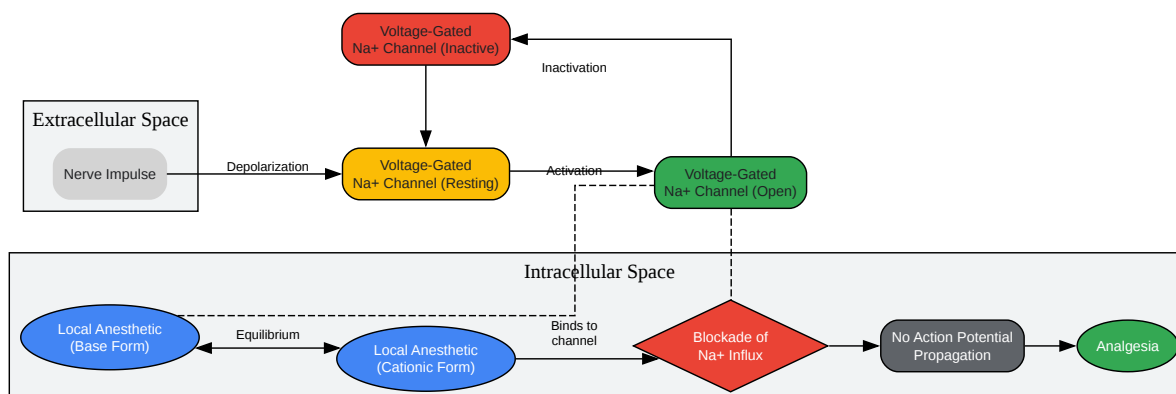 Voltage-Gated
Na+ Channel (Inactive)
Inactivation
Extracellular Space
Nerve Impulse
Depolarization
Voltage-Gated
Na+ Channel (Resting)
Activation
Voltage-Gated
Na+ Channel (Open)
Intracellular Space
Local Anesthetic
(Base Form)
Equilibrium
Local Anesthetic
(Cationic Form)
Binds to
channel
Blockade of
Na+ Influx
No Action Potential
Propagation
Analgesia